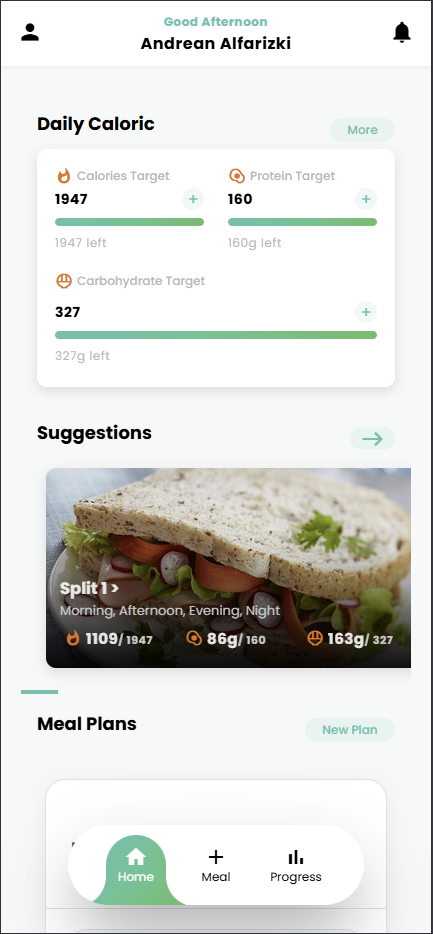 Good Afternoon
Andrean Alfarizki
Daily Caloric
More
Calories Target
Protein Target
1947
+
160
+
1947 left
160g left
Carbohydrate Target
327
+
327g left
Suggestions
Split 1 >
Morning, Afternoon, Evening, Night
1109/ 1947
86g/ 160
163g/ 327
Meal Plans
New Plan
Home
Meal
Progress